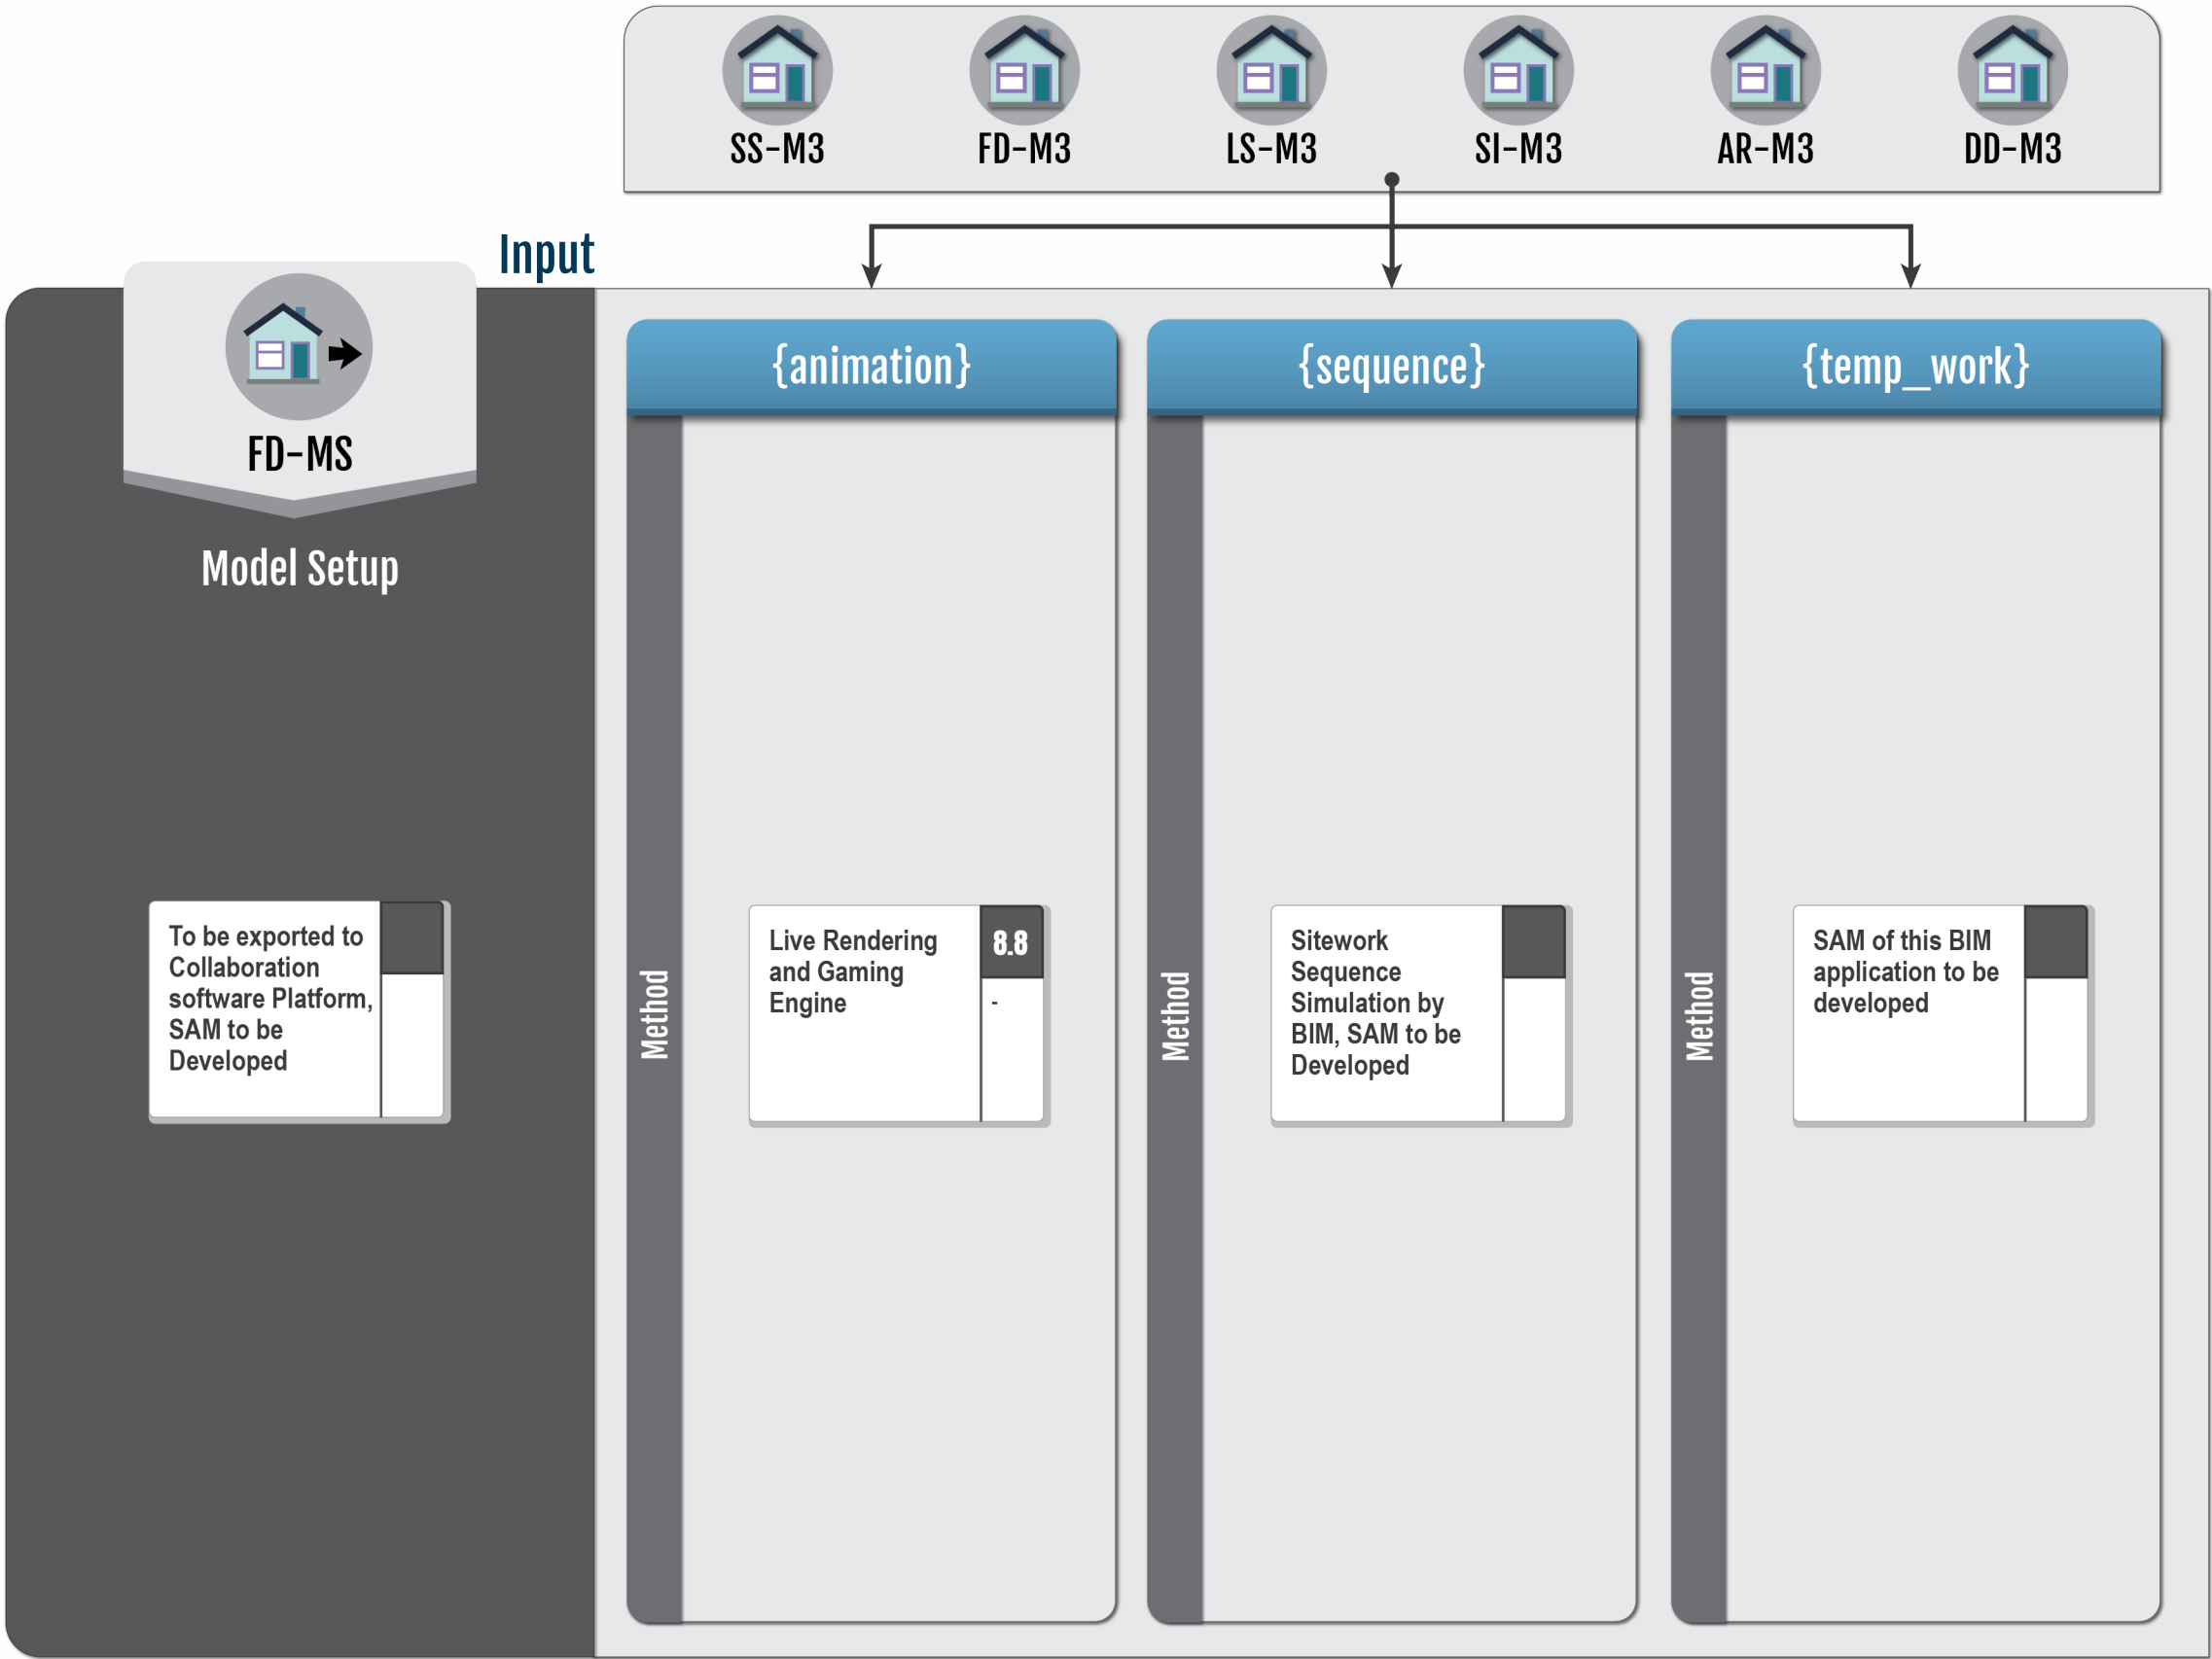 SS-M3 FD-M3 LS-M3 SI-M3 AR-M3 DD-M3
Input
FD-MS
Model Setup
To be exported to
Collaboration
software Platform,
SAM to be
Developed
{animation}
Method
Live Rendering
and Gaming
Engine
8.8
-
{sequence}
Method
Sitework
Sequence
Simulation by
BIM, SAM to be
Developed
{temp_work}
Method
SAM of this BIM
application to be
developed